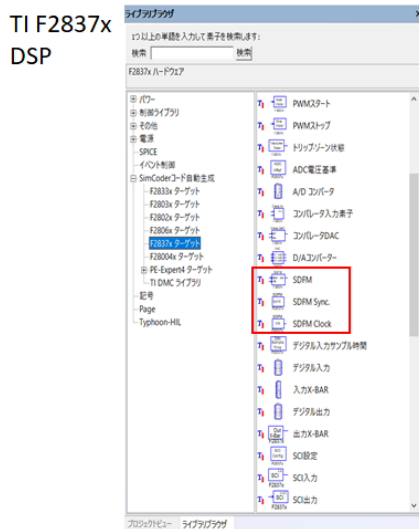 TI F2837x
DSP
ライブラリブラウザ
1つ以上の単語を入力して素子を検索します:
検索
検索
F2837x ハードウェア
パワー
制御ライブラリ
その他
電源
SPICE
イベント制御
SimCoderコード自動生成
F2833x ターゲット
F2803x ターゲット
F2802x ターゲット
F2806x ターゲット
F2837x ターゲット
F28004x ターゲット
PE-Expert4 ターゲット
TI DMC ライブラリ
記号
Page
Typhoon-HIL
PWMスタート
PWMストップ
トリップゾーン状態
ADC電圧基準
A/D コンバータ
コンパレータ入力素子
コンパレータDAC
D/Aコンバーター
SDFM
SDFM Sync.
SDFM Clock
デジタル入力サンプル時間
デジタル入力
入力X-BAR
デジタル出力
出力X-BAR
SCI設定
SCI入力
SCI出力
プロジェクトビュー
ライブラリブラウザ